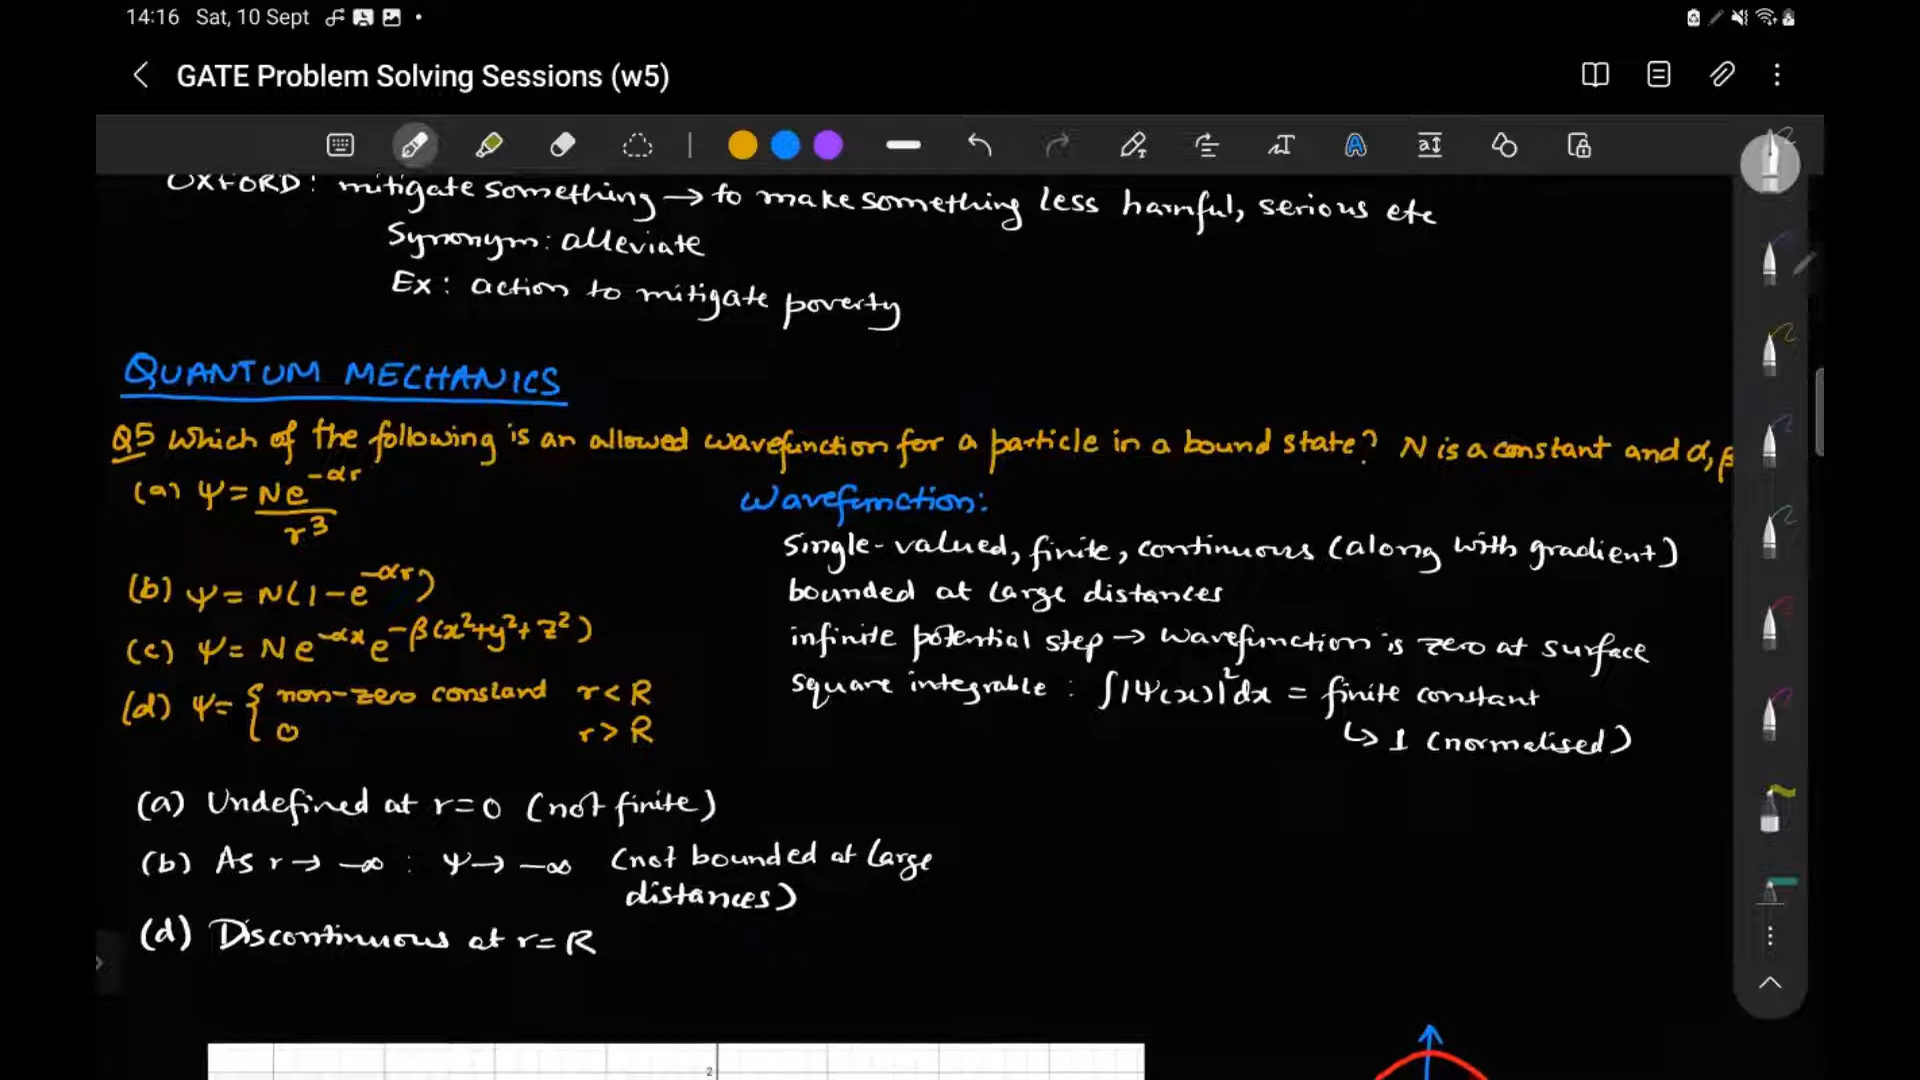 14:16 Sat, 10 Sept
GATE Problem Solving Sessions (w5)
OXFORD: mitigate something → to make something less harmful, serious etc
Synonym: alleviate
Ex: action to mitigate poverty
QUANTUM MECHANICS
Q5 Which of the following is an allowed wavefunction for a particle in a bound state? N is a constant and α, β
(a) Ψ = Ne^-αr / r³
(b) Ψ = N(1-e^-αr)
(c) Ψ = Ne^-αx e^-β(x²+y²+z²)
(d) Ψ = { non-zero constand r < R
0 r > R
Wavefunction:
Single-valued, finite, continuous (along with gradient)
bounded at large distances
infinite potential step → wavefunction is zero at surface
square integrable : ∫|Ψ(x)|²dx = finite constant
↳ 1 (normalised)
(a) Undefined at r=0 (not finite)
(b) As r → -∞ : Ψ → -∞ (not bounded at large
distances)
(d) Discontinuous at r=R
2